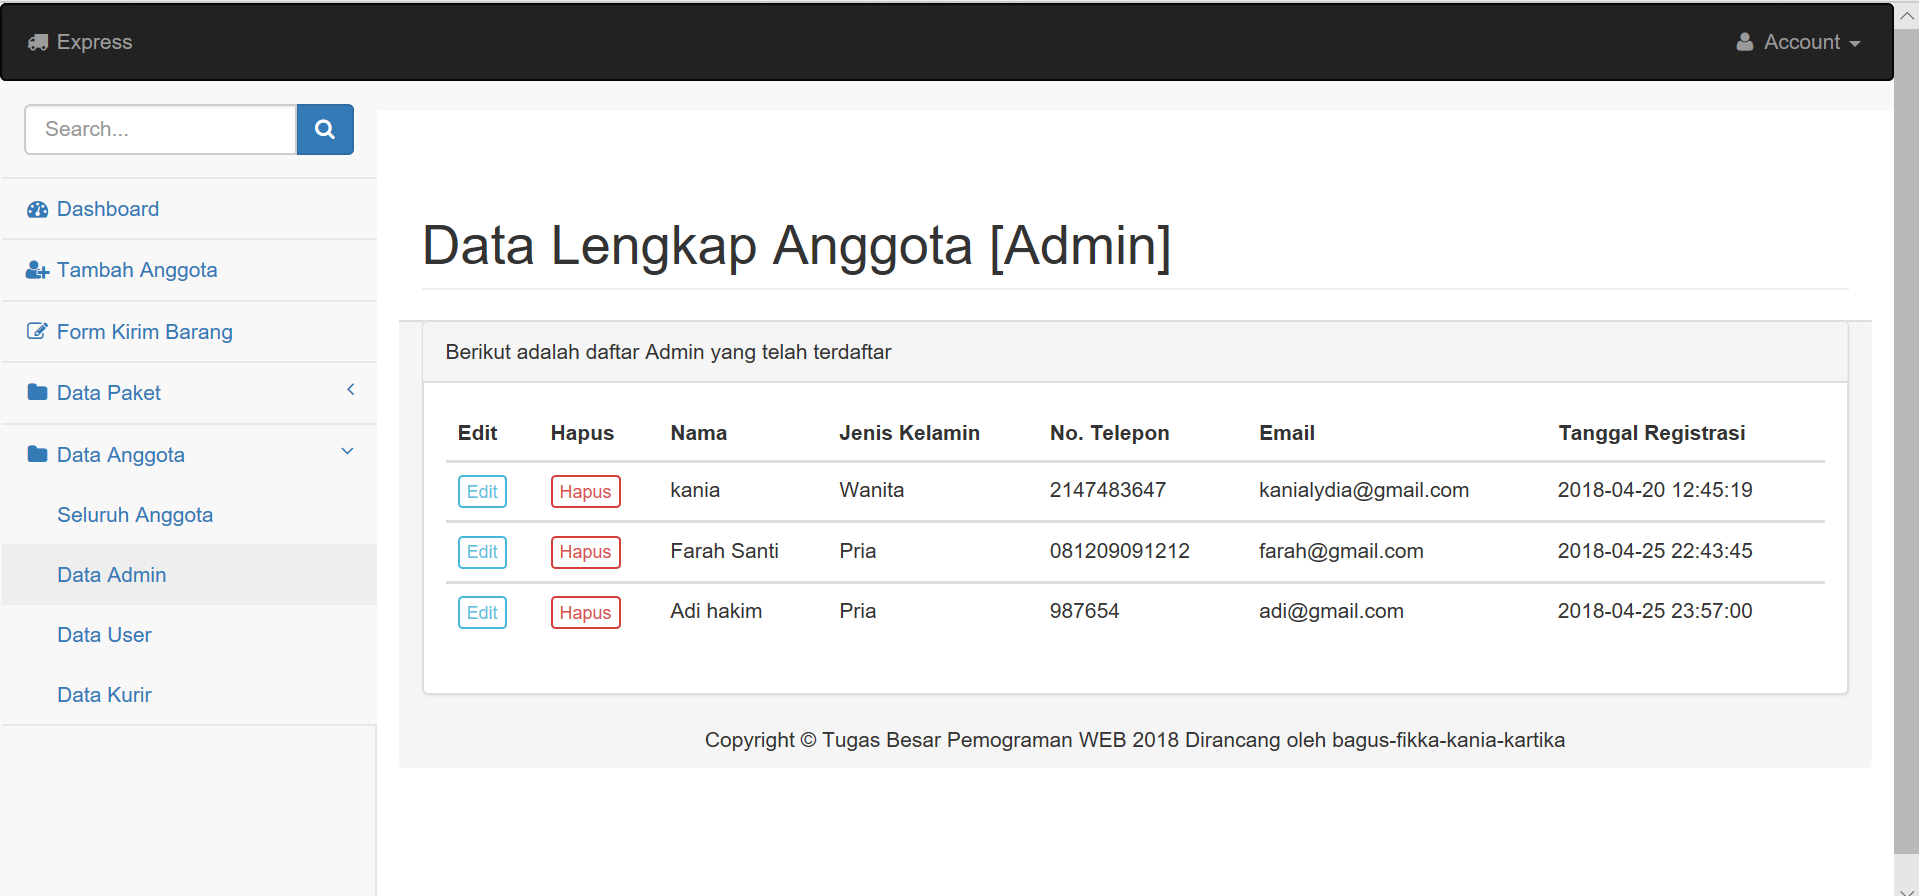 Express
Account
Search...
Dashboard
Tambah Anggota
Form Kirim Barang
Data Paket
Data Anggota
Seluruh Anggota
Data Admin
Data User
Data Kurir
Data Lengkap Anggota [Admin]
Berikut adalah daftar Admin yang telah terdaftar
Edit Hapus Nama Jenis Kelamin No. Telepon Email Tanggal Registrasi
Edit Hapus kania Wanita 2147483647 kanialydia@gmail.com 2018-04-20 12:45:19
Edit Hapus Farah Santi Pria 081209091212 farah@gmail.com 2018-04-25 22:43:45
Edit Hapus Adi hakim Pria 987654 adi@gmail.com 2018-04-25 23:57:00
Copyright © Tugas Besar Pemograman WEB 2018 Dirancang oleh bagus-fikka-kania-kartika